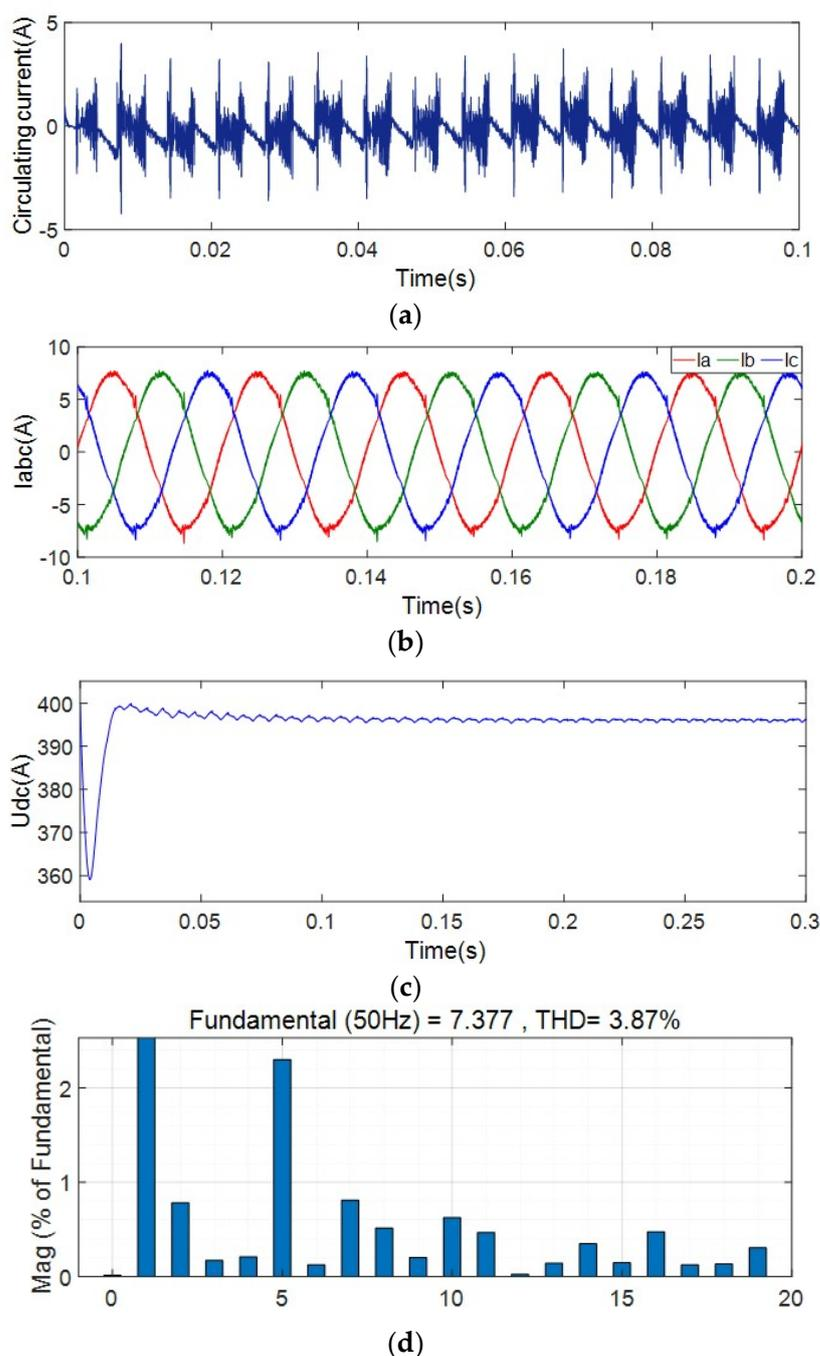 Circulating current(A)
5
0
-5
0 0.02 0.04 0.06 0.08 0.1
Time(s)
(a)
Iabc(A)
10
5
0
-5
-10
Ia Ib Ic
0.1 0.12 0.14 0.16 0.18 0.2
Time(s)
(b)
Udc(A)
400
390
380
370
360
0 0.05 0.1 0.15 0.2 0.25 0.3
Time(s)
(c)
Fundamental (50Hz) = 7.377 , THD= 3.87%
Mag (% of Fundamental)
2
1
0
0 5 10 15 20
(d)